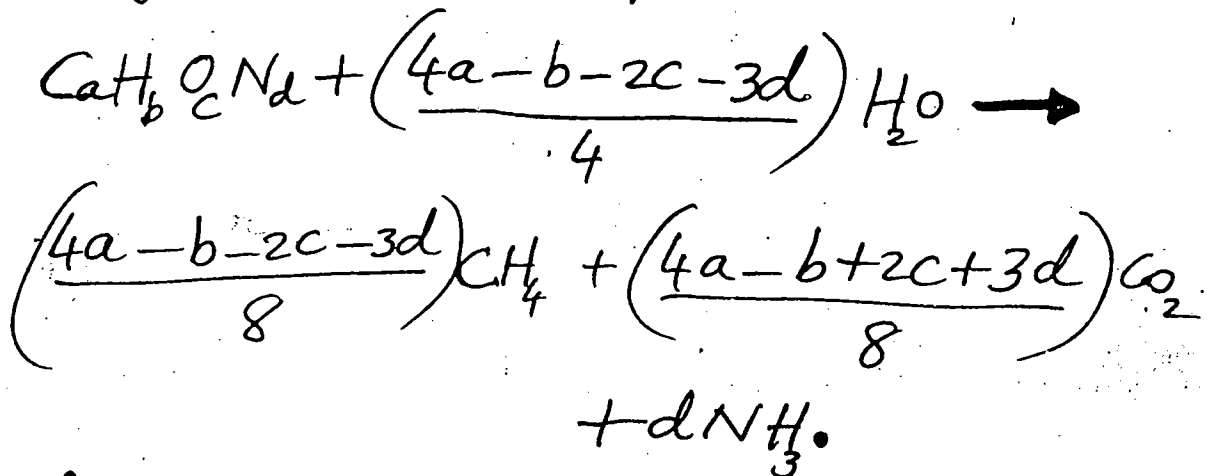 CaHbOcNd + ((4a-b-2c-3d)/4) H2O →
((4a-b-2c-3d)/8) CH4 + ((4a-b+2c+3d)/8) CO2
+ dNH3.